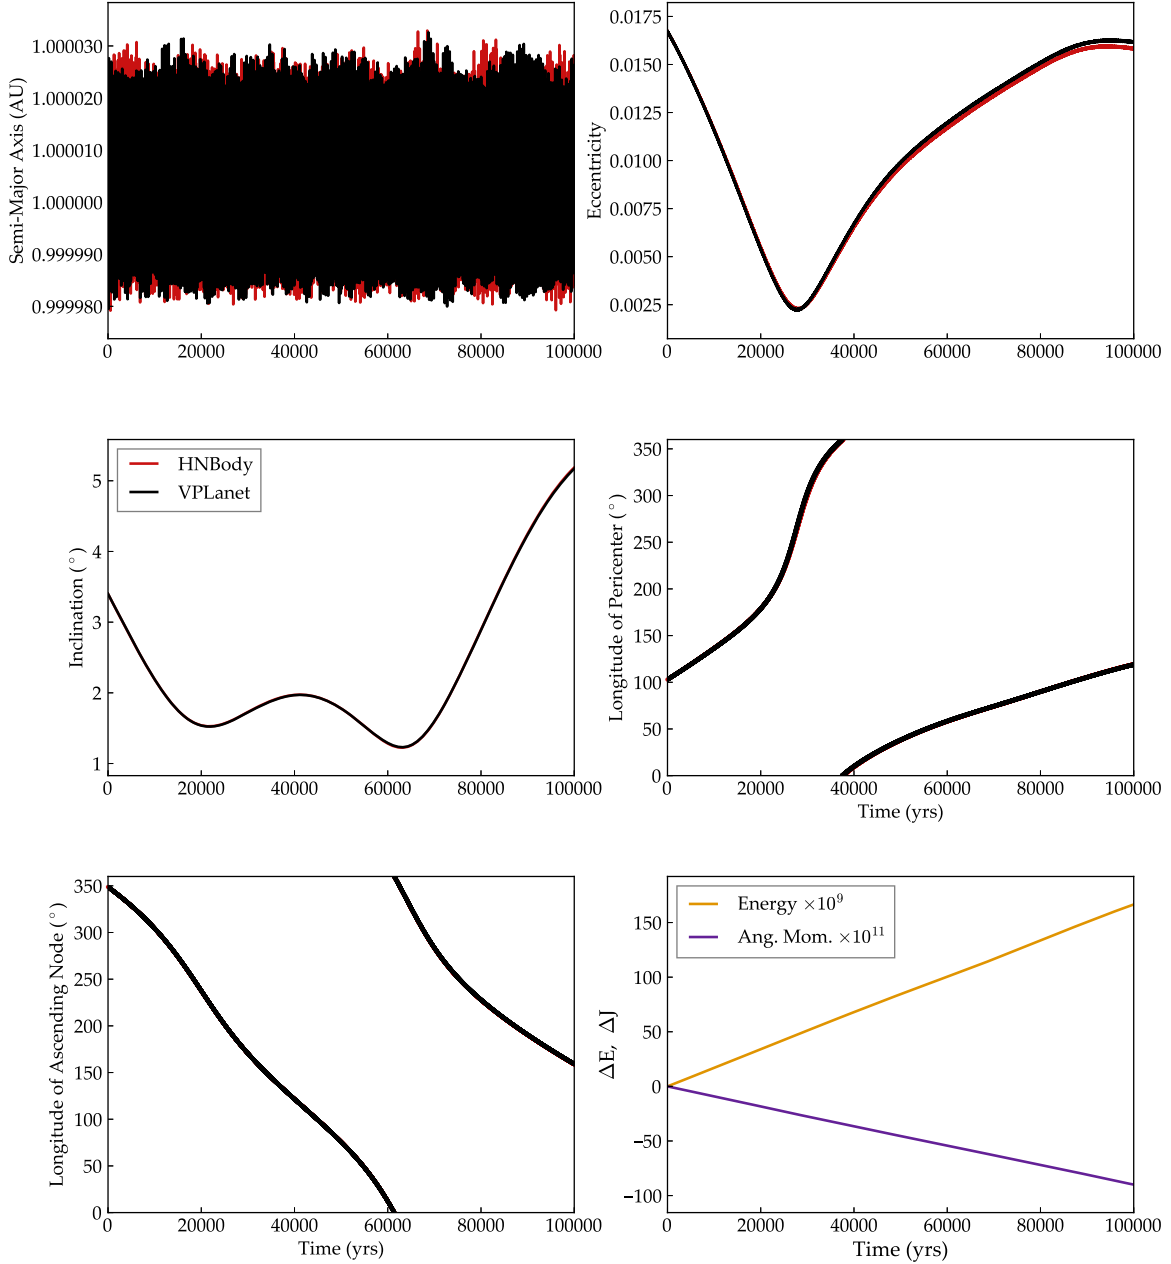 Semi-Major Axis (AU)
1.000030
1.000020
1.000010
1.000000
0.999990
0.999980
0 20000 40000 60000 80000 100000
Eccentricity
0.0175
0.0150
0.0125
0.0100
0.0075
0.0050
0.0025
0 20000 40000 60000 80000 100000
Inclination (°)
5
4
3
2
1
HNBody
VPLanet
0 20000 40000 60000 80000 100000
Longitude of Pericenter (°)
350
300
250
200
150
100
50
0
0 20000 40000 60000 80000 100000
Time (yrs)
Longitude of Ascending Node (°)
350
300
250
200
150
100
50
0
0 20000 40000 60000 80000 100000
Time (yrs)
ΔE, ΔJ
150
100
50
0
−50
−100
Energy ×10⁹
Ang. Mom. ×10¹¹
0 20000 40000 60000 80000 100000
Time (yrs)